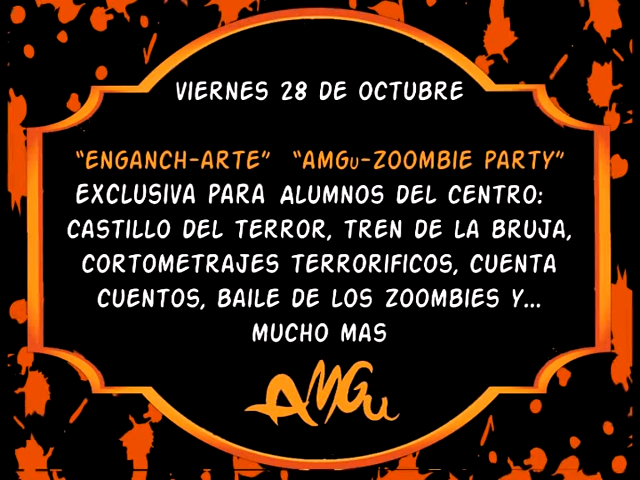 VIERNES 28 DE OCTUBRE
"ENGANCH-ARTE" "AMGu-ZOOMBIE PARTY"
EXCLUSIVA PARA ALUMNOS DEL CENTRO:
CASTILLO DEL TERROR, TREN DE LA BRUJA,
CORTOMETRAJES TERRORIFICOS, CUENTA
CUENTOS, BAILE DE LOS ZOOMBIES Y...
MUCHO MAS
AMGu